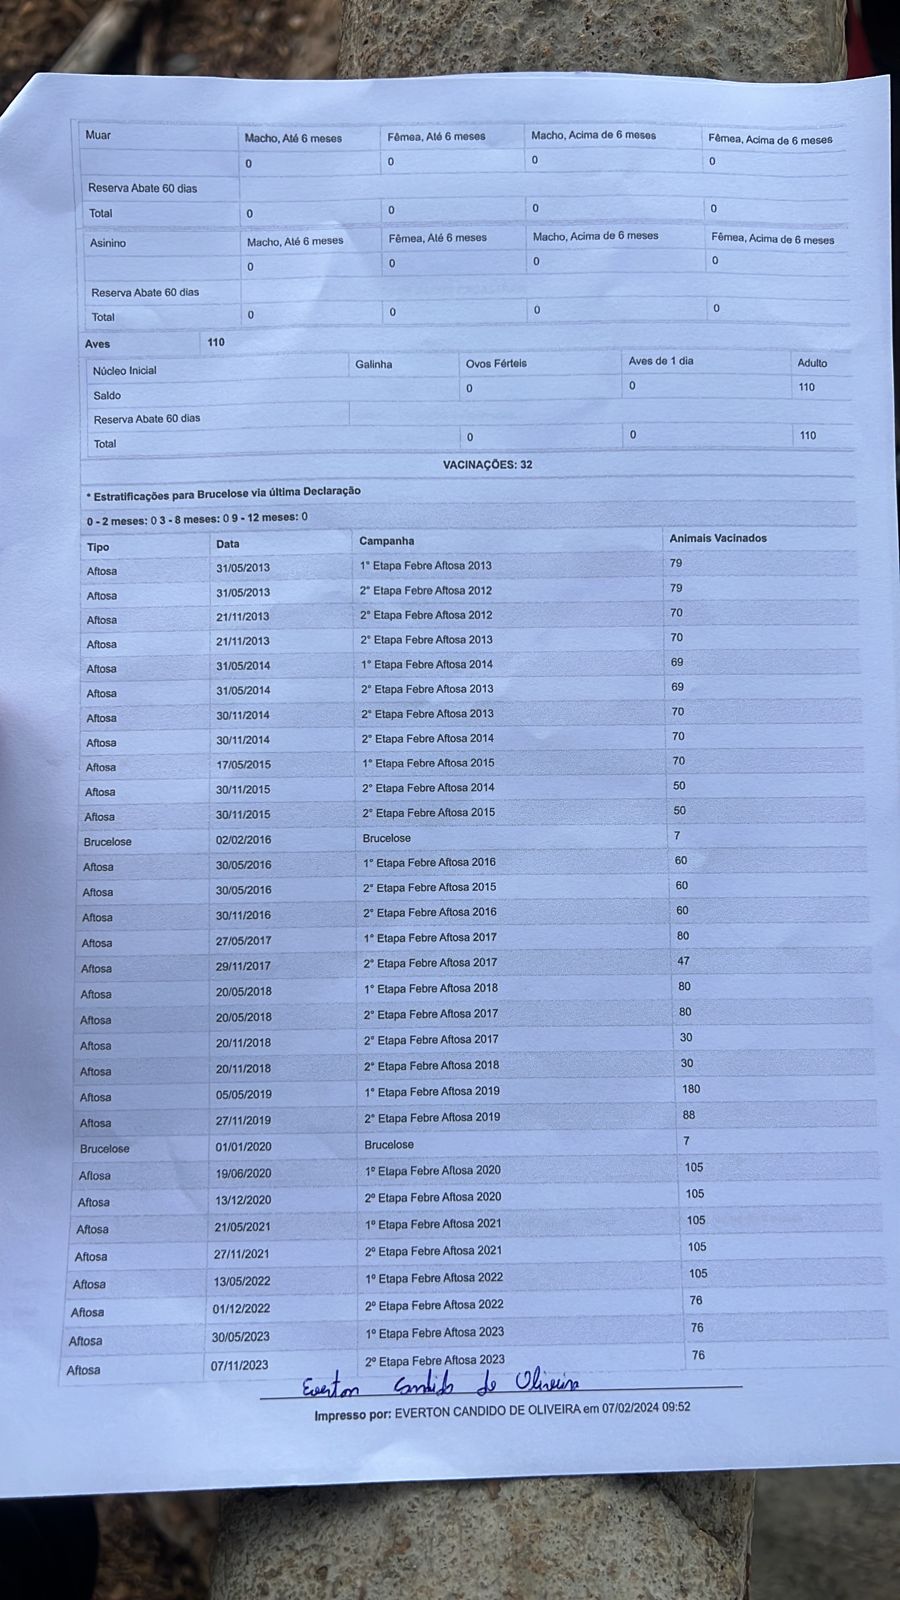 Muar Macho, Até 6 meses Fêmea, Até 6 meses Macho, Acima de 6 meses Fêmea, Acima de 6 meses
0 0 0 0
Reserva Abate 60 dias
Total 0 0 0 0
Asinino Macho, Até 6 meses Fêmea, Até 6 meses Macho, Acima de 6 meses Fêmea, Acima de 6 meses
0 0 0 0
Reserva Abate 60 dias
Total 0 0 0 0
Aves 110
Núcleo Inicial Galinha Ovos Férteis Aves de 1 dia Adulto
Saldo 0 0 110
Reserva Abate 60 dias
Total 0 0 110
VACINAÇÕES: 32
* Estratificações para Brucelose via última Declaração
0 - 2 meses: 0 3 - 8 meses: 0 9 - 12 meses: 0
Tipo Data Campanha Animais Vacinados
Aftosa 31/05/2013 1° Etapa Febre Aftosa 2013 79
Aftosa 31/05/2013 2° Etapa Febre Aftosa 2012 79
Aftosa 21/11/2013 2° Etapa Febre Aftosa 2012 70
Aftosa 21/11/2013 2° Etapa Febre Aftosa 2013 70
Aftosa 31/05/2014 1° Etapa Febre Aftosa 2014 69
Aftosa 31/05/2014 2° Etapa Febre Aftosa 2013 69
Aftosa 30/11/2014 2° Etapa Febre Aftosa 2013 70
Aftosa 30/11/2014 2° Etapa Febre Aftosa 2014 70
Aftosa 17/05/2015 1° Etapa Febre Aftosa 2015 70
Aftosa 30/11/2015 2° Etapa Febre Aftosa 2014 50
Aftosa 30/11/2015 2° Etapa Febre Aftosa 2015 50
Brucelose 02/02/2016 Brucelose 7
Aftosa 30/05/2016 1° Etapa Febre Aftosa 2016 60
Aftosa 30/05/2016 2° Etapa Febre Aftosa 2015 60
Aftosa 30/11/2016 2° Etapa Febre Aftosa 2016 60
Aftosa 27/05/2017 1° Etapa Febre Aftosa 2017 80
Aftosa 29/11/2017 2° Etapa Febre Aftosa 2017 47
Aftosa 20/05/2018 1° Etapa Febre Aftosa 2018 80
Aftosa 20/05/2018 2° Etapa Febre Aftosa 2017 80
Aftosa 20/11/2018 2° Etapa Febre Aftosa 2017 30
Aftosa 20/11/2018 2° Etapa Febre Aftosa 2018 30
Aftosa 05/05/2019 1° Etapa Febre Aftosa 2019 180
Aftosa 27/11/2019 2° Etapa Febre Aftosa 2019 88
Brucelose 01/01/2020 Brucelose 7
Aftosa 19/06/2020 1º Etapa Febre Aftosa 2020 105
Aftosa 13/12/2020 2º Etapa Febre Aftosa 2020 105
Aftosa 21/05/2021 1º Etapa Febre Aftosa 2021 105
Aftosa 27/11/2021 2º Etapa Febre Aftosa 2021 105
Aftosa 13/05/2022 1º Etapa Febre Aftosa 2022 105
Aftosa 01/12/2022 2º Etapa Febre Aftosa 2022 76
Aftosa 30/05/2023 1º Etapa Febre Aftosa 2023 76
Aftosa 07/11/2023 2º Etapa Febre Aftosa 2023 76
Everton Candido de Oliveira
Impresso por: EVERTON CANDIDO DE OLIVEIRA em 07/02/2024 09:52